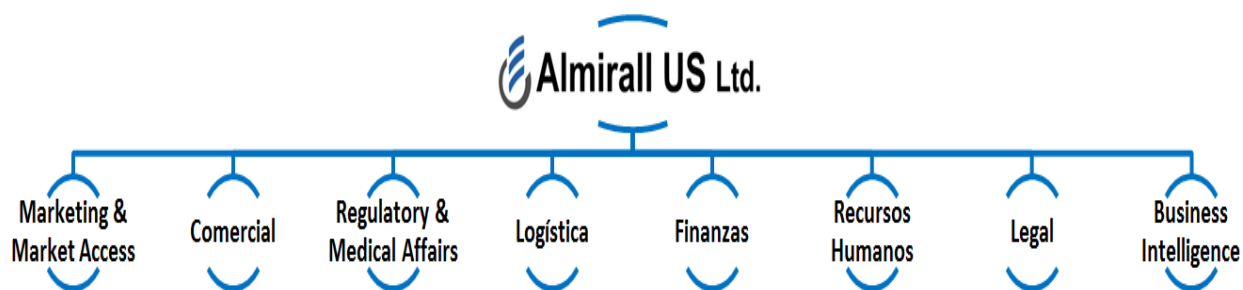 Almirall US Ltd.
Marketing &
Market Access
Comercial
Regulatory &
Medical Affairs
Logística
Finanzas
Recursos
Humanos
Legal
Business
Intelligence